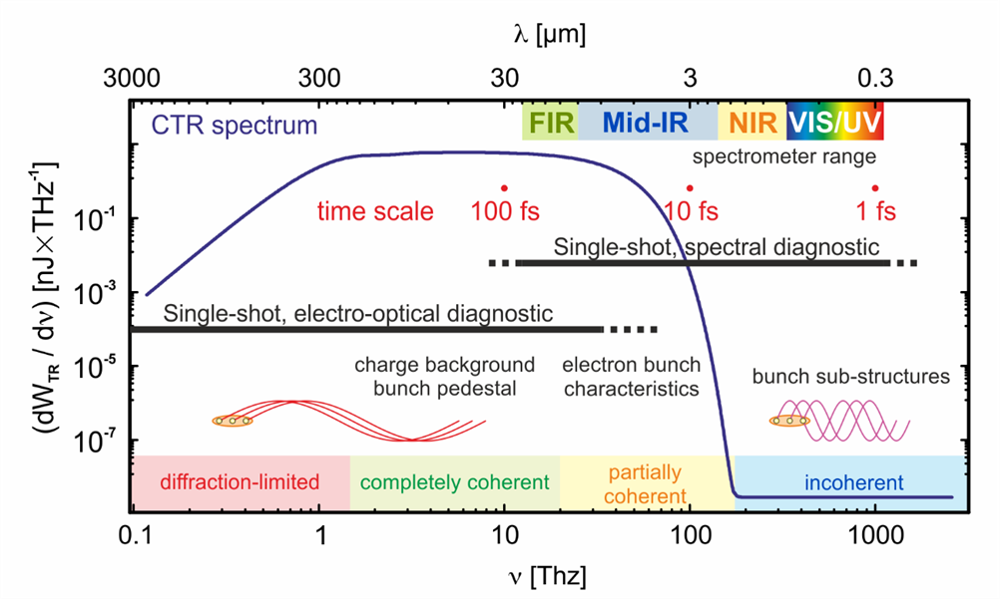 λ [µm]
3000 300 30 3 0.3
CTR spectrum
FIR Mid-IR NIR VIS/UV
spectrometer range
time scale 100 fs 10 fs 1 fs
Single-shot, spectral diagnostic
Single-shot, electro-optical diagnostic
charge background
bunch pedestal
electron bunch
characteristics
bunch sub-structures
diffraction-limited
completely coherent
partially
coherent
incoherent
(dW_TR / dν) [nJ×THz⁻¹]
10⁻¹
10⁻³
10⁻⁵
10⁻⁷
0.1 1 10 100 1000
ν [Thz]